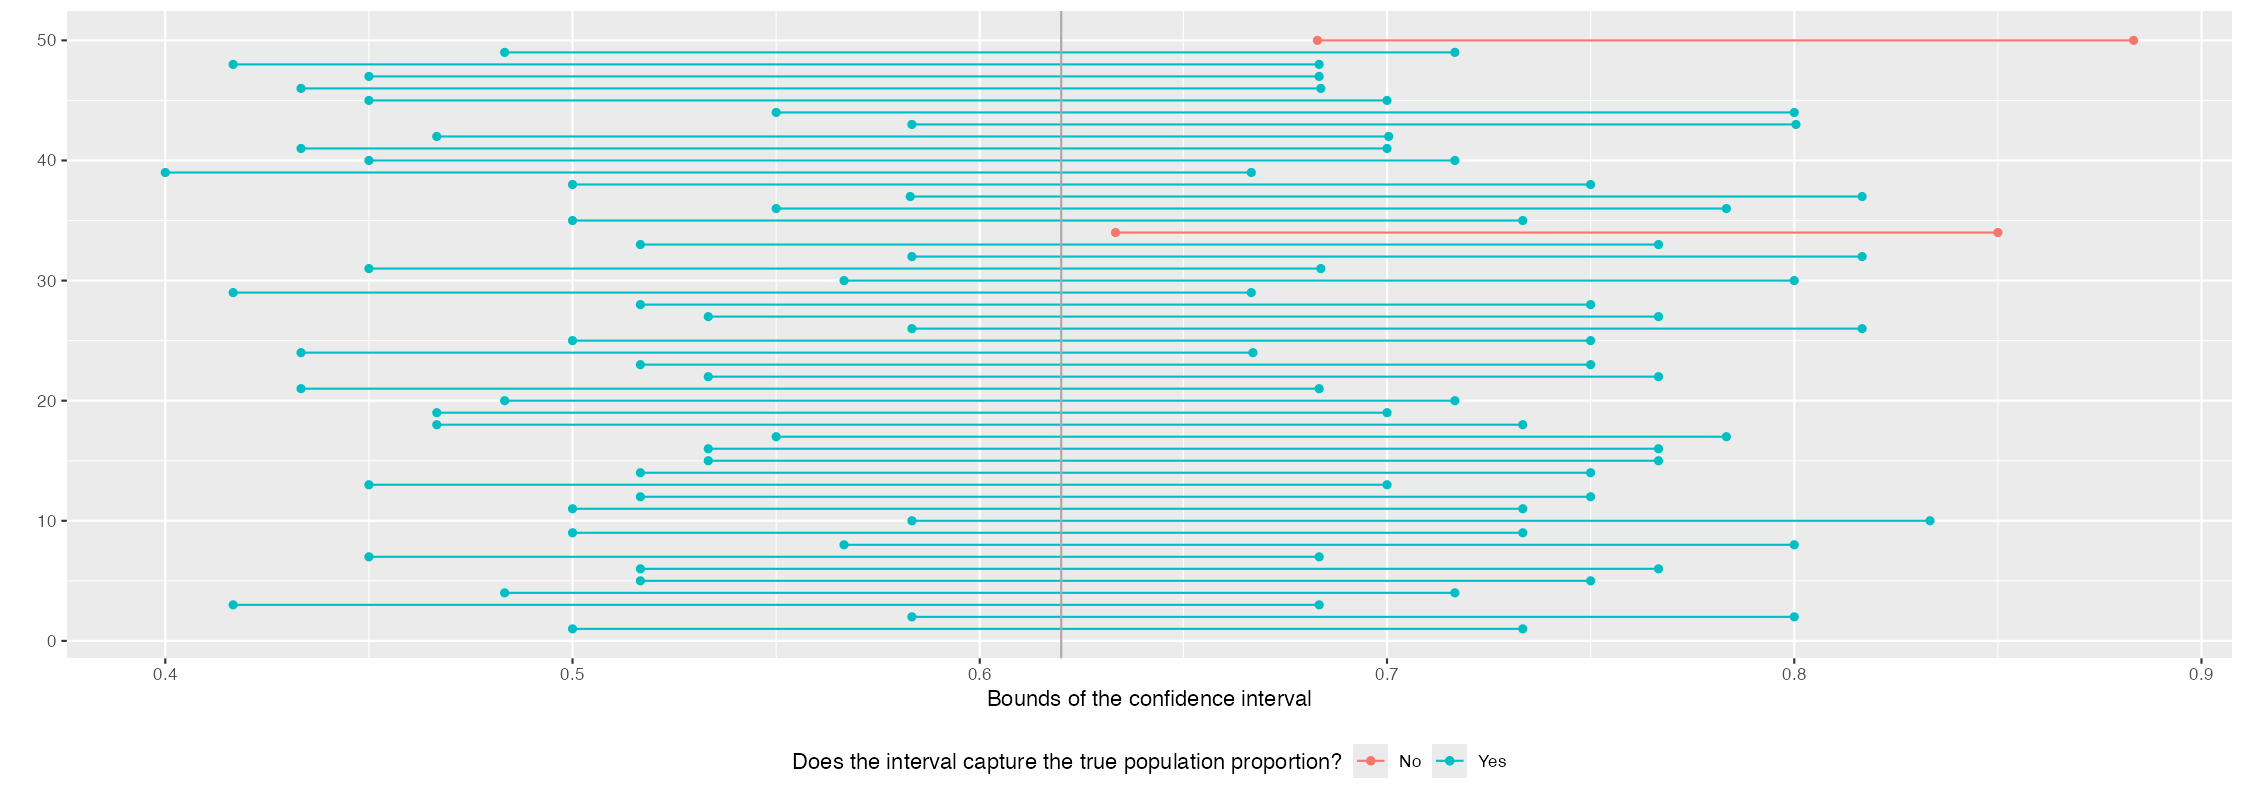 50
40
30
20
10
0
0.4 0.5 0.6 0.7 0.8 0.9
Bounds of the confidence interval
Does the interval capture the true population proportion? No Yes